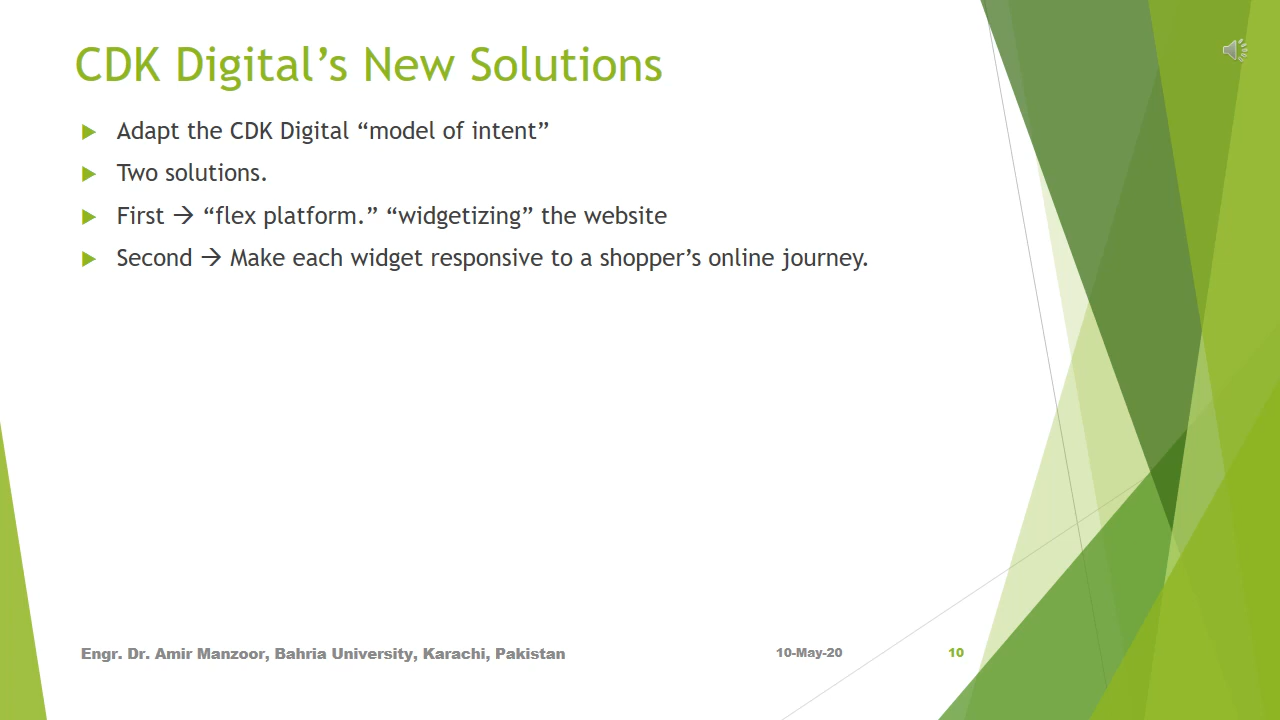 CDK Digital’s New Solutions
Adapt the CDK Digital “model of intent”
Two solutions.
First → “flex platform.” “widgetizing” the website
Second → Make each widget responsive to a shopper’s online journey.
Engr. Dr. Amir Manzoor, Bahria University, Karachi, Pakistan
10-May-20
10